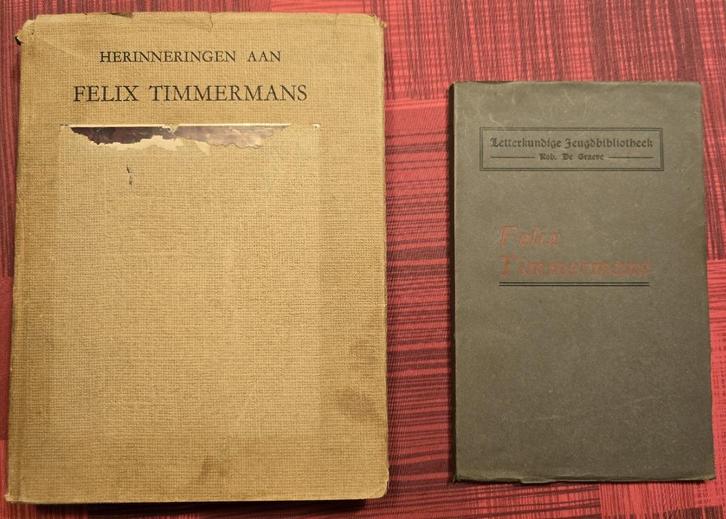 HERINNERINGEN AAN
FELIX TIMMERMANS
Letterkundige Jeugdbibliotheek
Rob. De Graeve
Felix
Timmermans